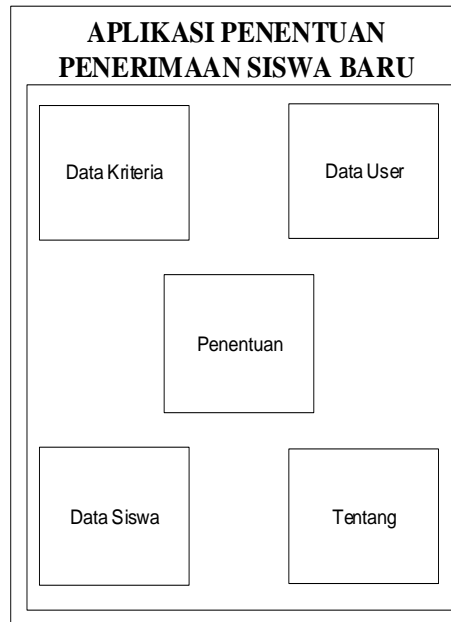 APLIKASI PENENTUAN
PENERIMAAN SISWA BARU
Data Kriteria
Data User
Penentuan
Data Siswa
Tentang